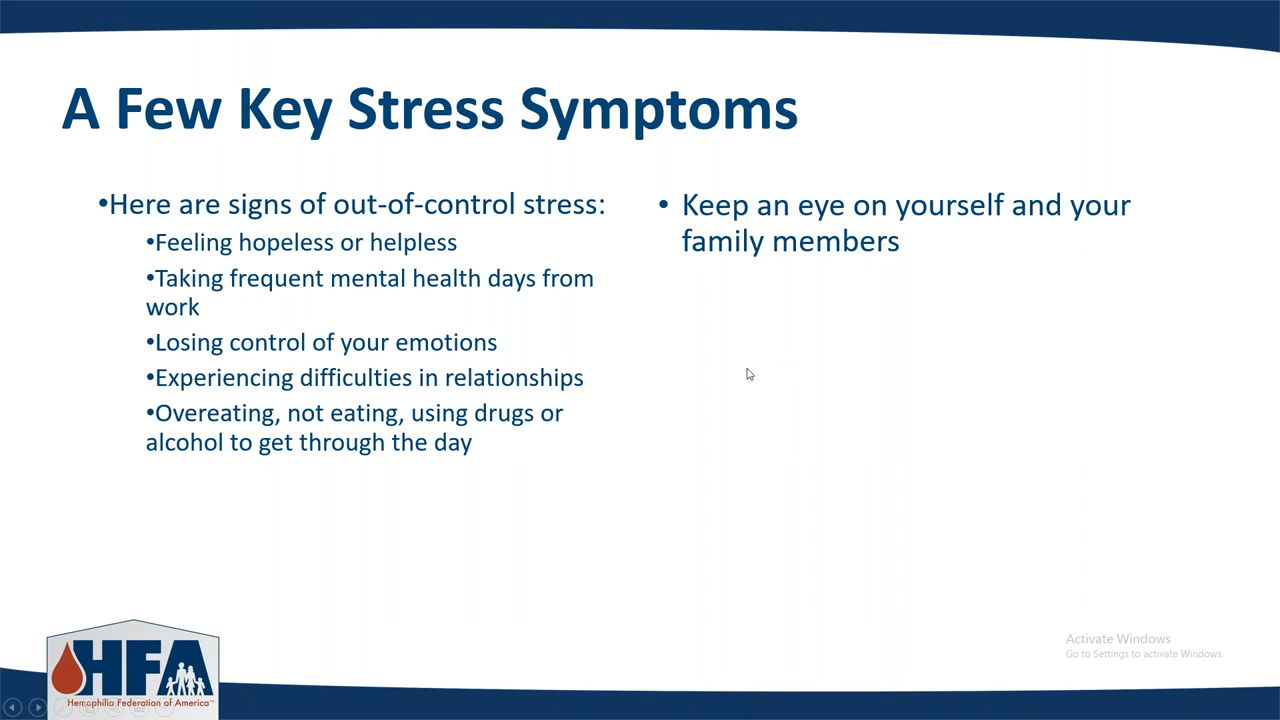 A Few Key Stress Symptoms
•Here are signs of out-of-control stress:
•Feeling hopeless or helpless
•Taking frequent mental health days from
work
•Losing control of your emotions
•Experiencing difficulties in relationships
•Overeating, not eating, using drugs or
alcohol to get through the day
• Keep an eye on yourself and your
family members
Activate Windows
Go to Settings to activate Windows.
HFA
Hemophilia Federation of America™